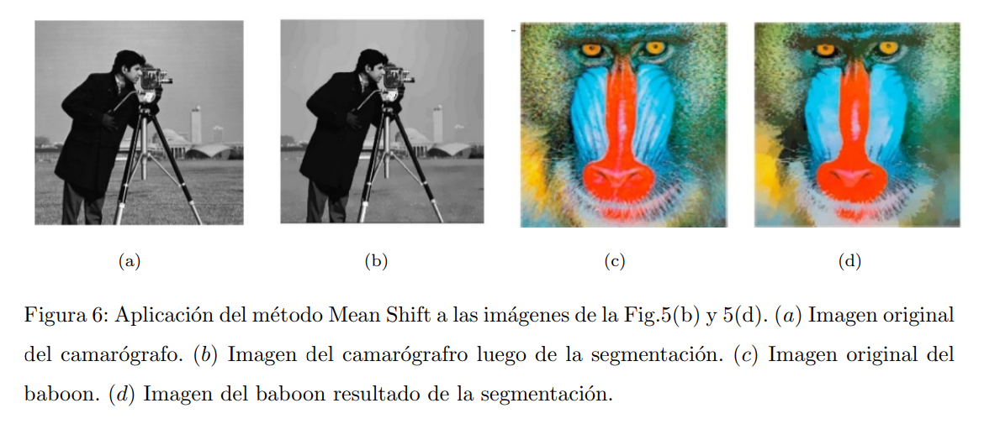 (a) (b) (c) (d)
Figura 6: Aplicación del método Mean Shift a las imágenes de la Fig.5(b) y 5(d). (a) Imagen original
del camarógrafo. (b) Imagen del camarógrafro luego de la segmentación. (c) Imagen original del
baboon. (d) Imagen del baboon resultado de la segmentación.